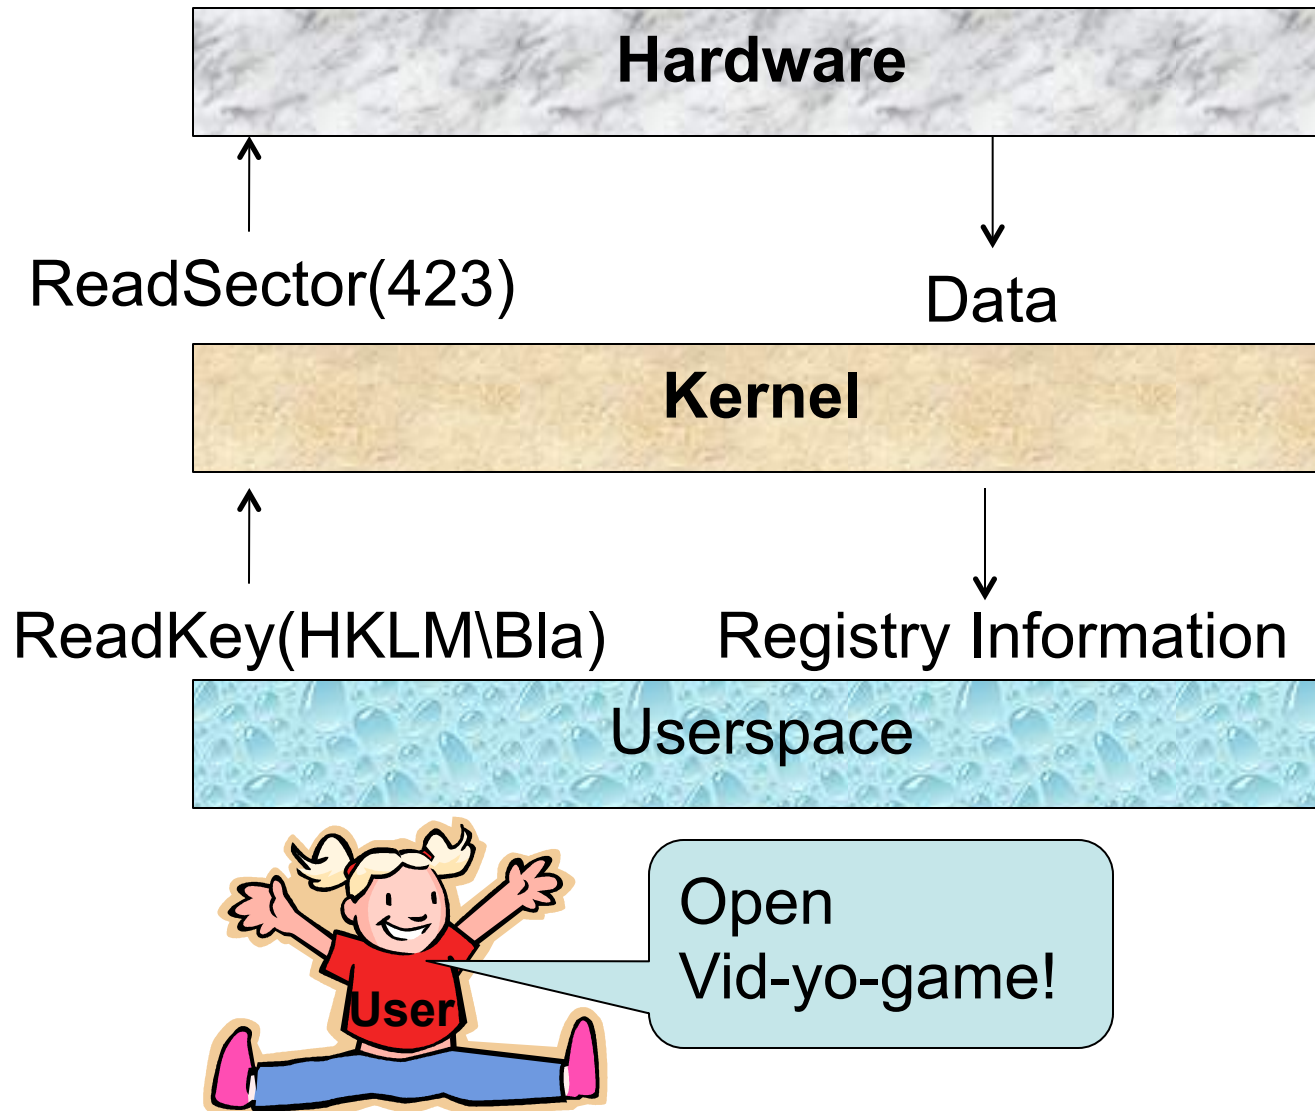 Hardware
ReadSector(423)
Data
Kernel
ReadKey(HKLM\Bla)
Registry Information
Userspace
Open
Vid-yo-game!
User